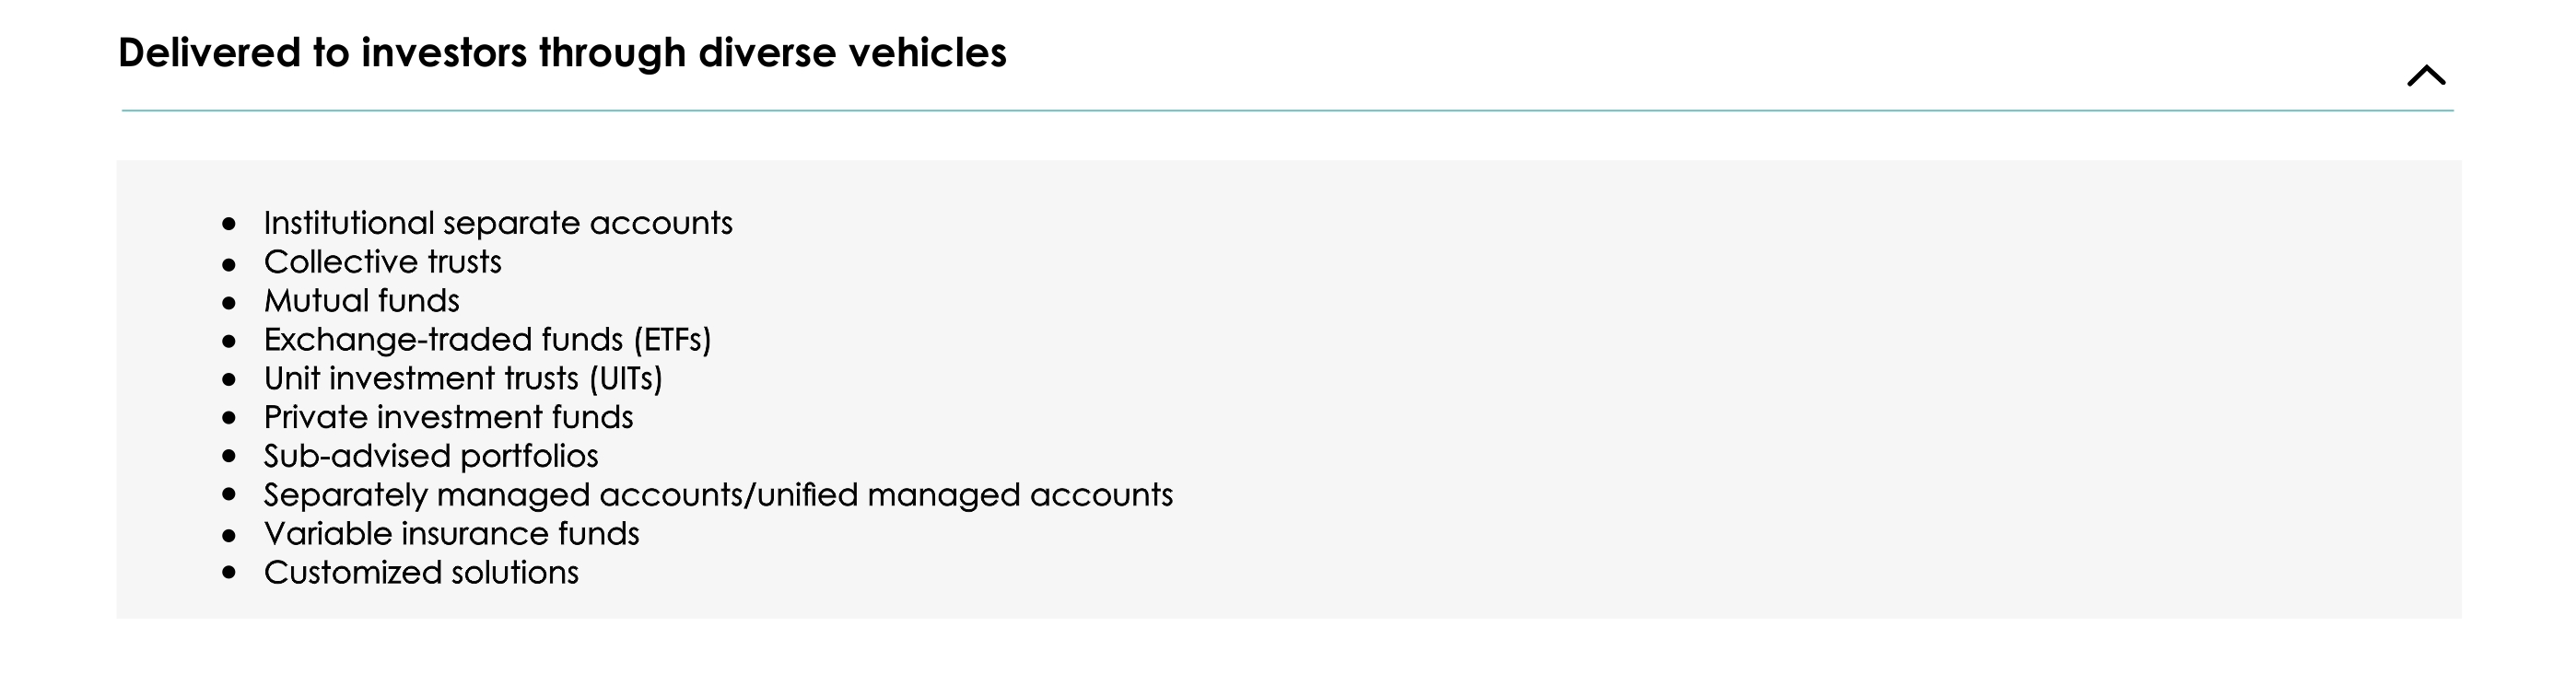 Delivered to investors through diverse vehicles
• Institutional separate accounts
• Collective trusts
• Mutual funds
• Exchange-traded funds (ETFs)
• Unit investment trusts (UITs)
• Private investment funds
• Sub-advised portfolios
• Separately managed accounts/unified managed accounts
• Variable insurance funds
• Customized solutions